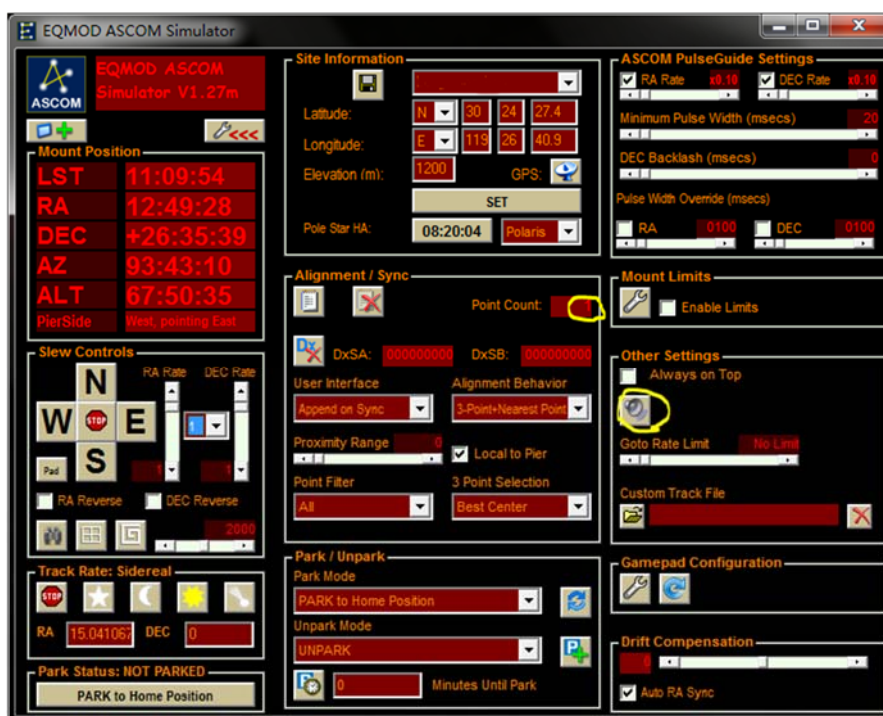 EQMOD ASCOM Simulator
ASCOM
EQMOD ASCOM
Simulator V1.27m
<<<
Mount Position
LST 11:09:54
RA 12:49:28
DEC +26:35:39
AZ 93:43:10
ALT 67:50:35
PierSide West, pointing East
Slew Controls
RA Rate DEC Rate
N
W STOP E
S
1
Pad
1 1
RA Reverse DEC Reverse
2000
Track Rate: Sidereal
STOP
RA 15.041067 DEC 0
Park Status: NOT PARKED
PARK to Home Position
Site Information
Latitude: N 30 24 27.4
Longitude: E 119 26 40.9
Elevation (m): 1200 GPS:
SET
Pole Star HA: 08:20:04 Polaris
Alignment / Sync
Point Count:
Dx DxSA: 000000000 DxSB: 000000000
User Interface Alignment Behavior
Append on Sync 3-Point+Nearest Point
Proximity Range 0 Local to Pier
Point Filter 3 Point Selection
All Best Center
Park / Unpark
Park Mode
PARK to Home Position
Unpark Mode
UNPARK
P
P 0 Minutes Until Park
ASCOM PulseGuide Settings
RA Rate x0.10 DEC Rate x0.10
Minimum Pulse Width (msecs) 20
DEC Backlash (msecs) 0
Pulse Width Override (msecs)
RA 0100 DEC 0100
Mount Limits
Enable Limits
Other Settings
Always on Top
Goto Rate Limit No Limit
Custom Track File
Gamepad Configuration
Drift Compensation
0
Auto RA Sync